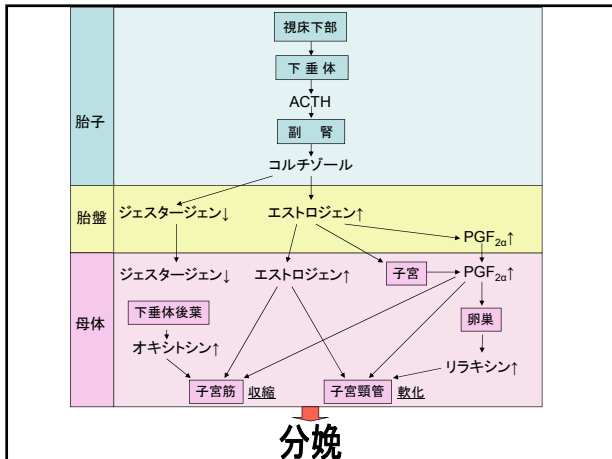 胎子
視床下部
下垂体
ACTH
副 腎
コルチゾール
胎盤
ジェスタージェン↓ エストロジェン↑
PGF2α↑
母体
ジェスタージェン↓ エストロジェン↑ 子宮 PGF2α↑
下垂体後葉 卵巣
オキシトシン↑
リラキシン↑
子宮筋 収縮 子宮頸管 軟化
分娩